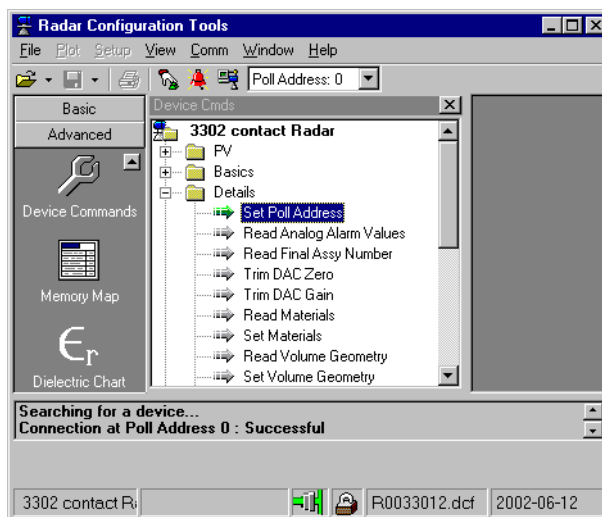 Radar Configuration Tools
File Plot Setup View Comm Window Help
Poll Address: 0
Basic
Advanced
Device Commands
Memory Map
εr
Dielectric Chart
Device Cmds
3302 contact Radar
PV
Basics
Details
Set Poll Address
Read Analog Alarm Values
Read Final Assy Number
Trim DAC Zero
Trim DAC Gain
Read Materials
Set Materials
Read Volume Geometry
Set Volume Geometry
Searching for a device...
Connection at Poll Address 0 : Successful
3302 contact R R0033012.dcf 2002-06-12